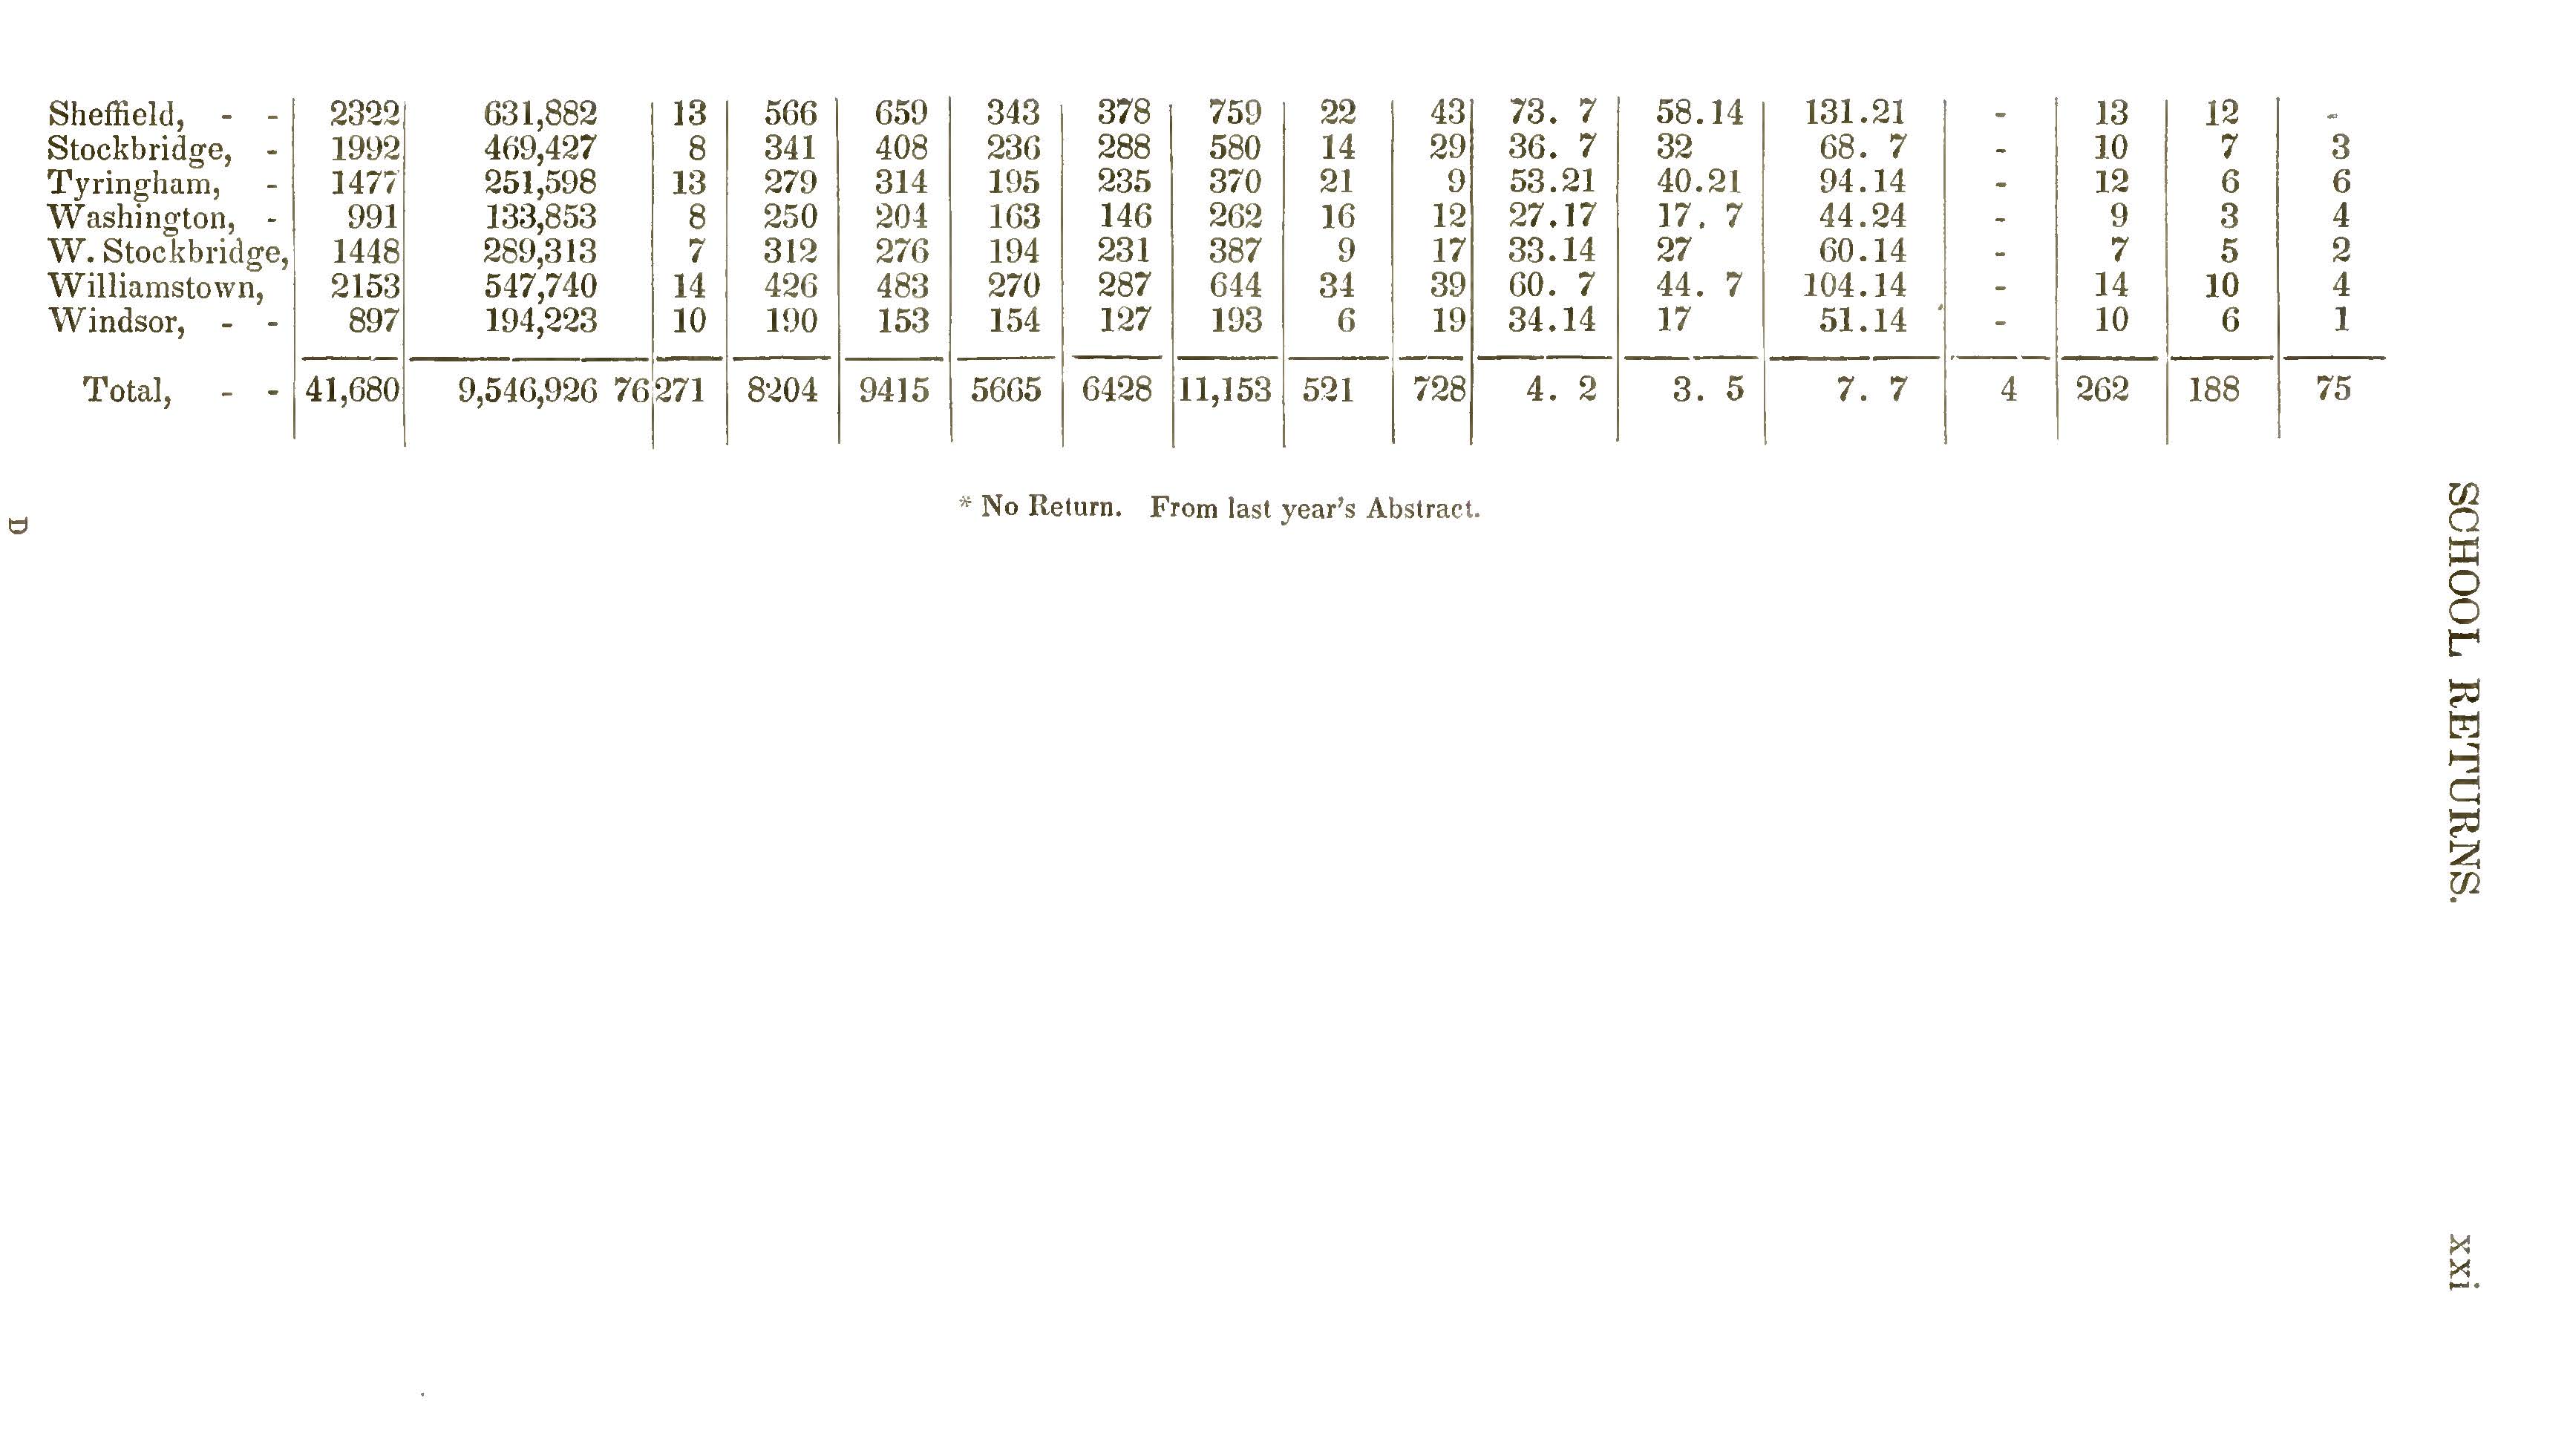 Sheffield, - - 2322 631,882 13 566 659 343 378 759 22 43 73. 7 58.14 131.21 - 13 12 -
Stockbridge, - 1992 469,427 8 341 408 236 288 580 14 29 36. 7 32 68. 7 - 10 7 3
Tyringham, - 1477 251,598 13 279 314 195 235 370 21 9 53.21 40.21 94.14 - 12 6 6
Washington, - 991 133,853 8 250 204 163 146 262 16 12 27.17 17. 7 44.24 - 9 3 4
W. Stockbridge, 1448 289,313 7 312 276 194 231 387 9 17 33.14 27 60.14 - 7 5 2
Williamstown, 2153 547,740 14 426 483 270 287 644 34 39 60. 7 44. 7 104.14 - 14 10 4
Windsor, - - 897 194,223 10 190 153 154 127 193 6 19 34.14 17 51.14 - 10 6 1
Total, - - 41,680 9,546,926 76 271 8204 9415 5665 6428 11,153 521 728 4. 2 3. 5 7. 7 4 262 188 75
* No Return. From last year's Abstract.
D
SCHOOL RETURNS. xxi